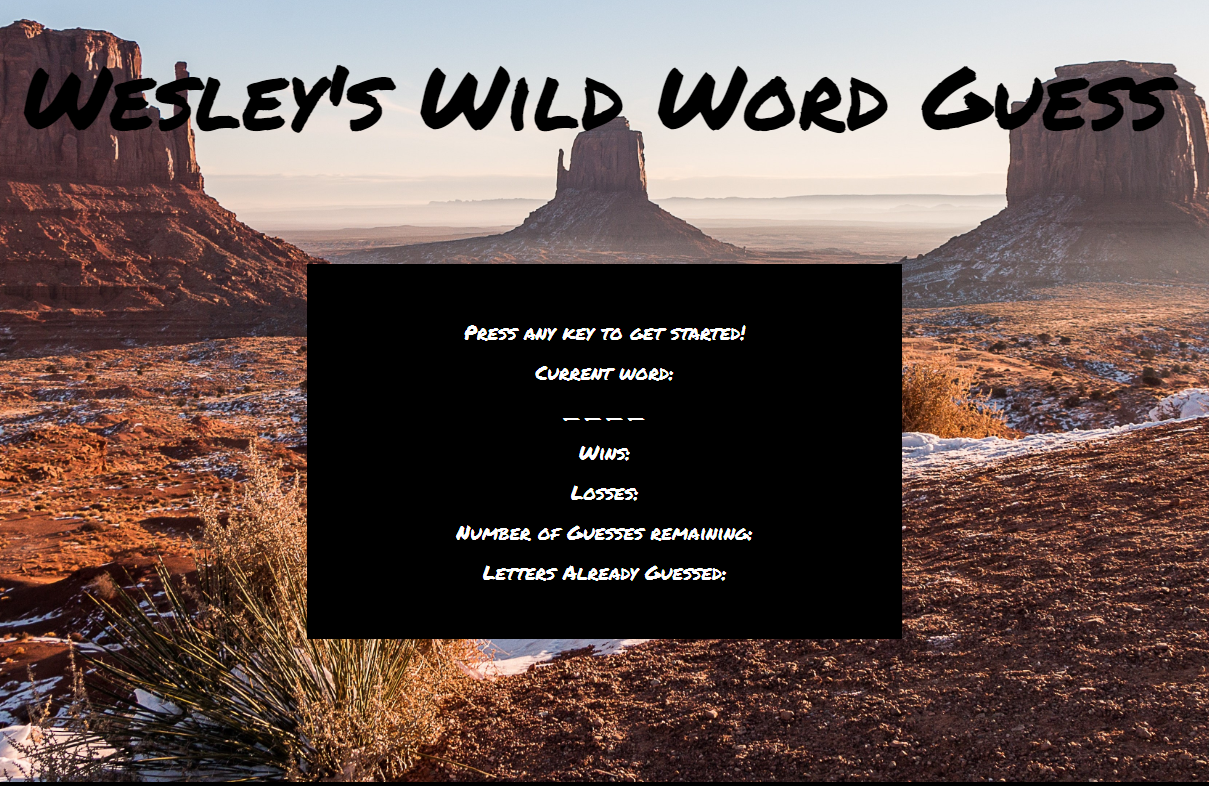 Wesley's Wild Word Guess
Press any key to get started!
Current word:
_ _ _ _
Wins:
Losses:
Number of Guesses remaining:
Letters Already Guessed: